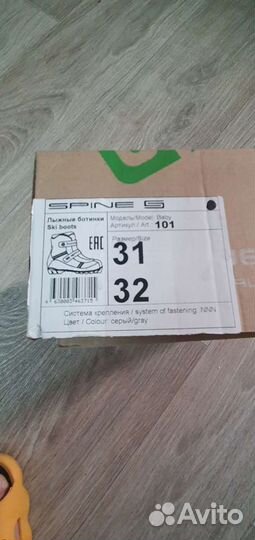 SPINE
Лыжные ботинки
Ski boots
Модель/Model: Baby
Артикул / Art. 101
EAC
Размер/Size
31
32
Система крепления / system of fastening: NNN
Цвет / Colour: серый/gray
Avito